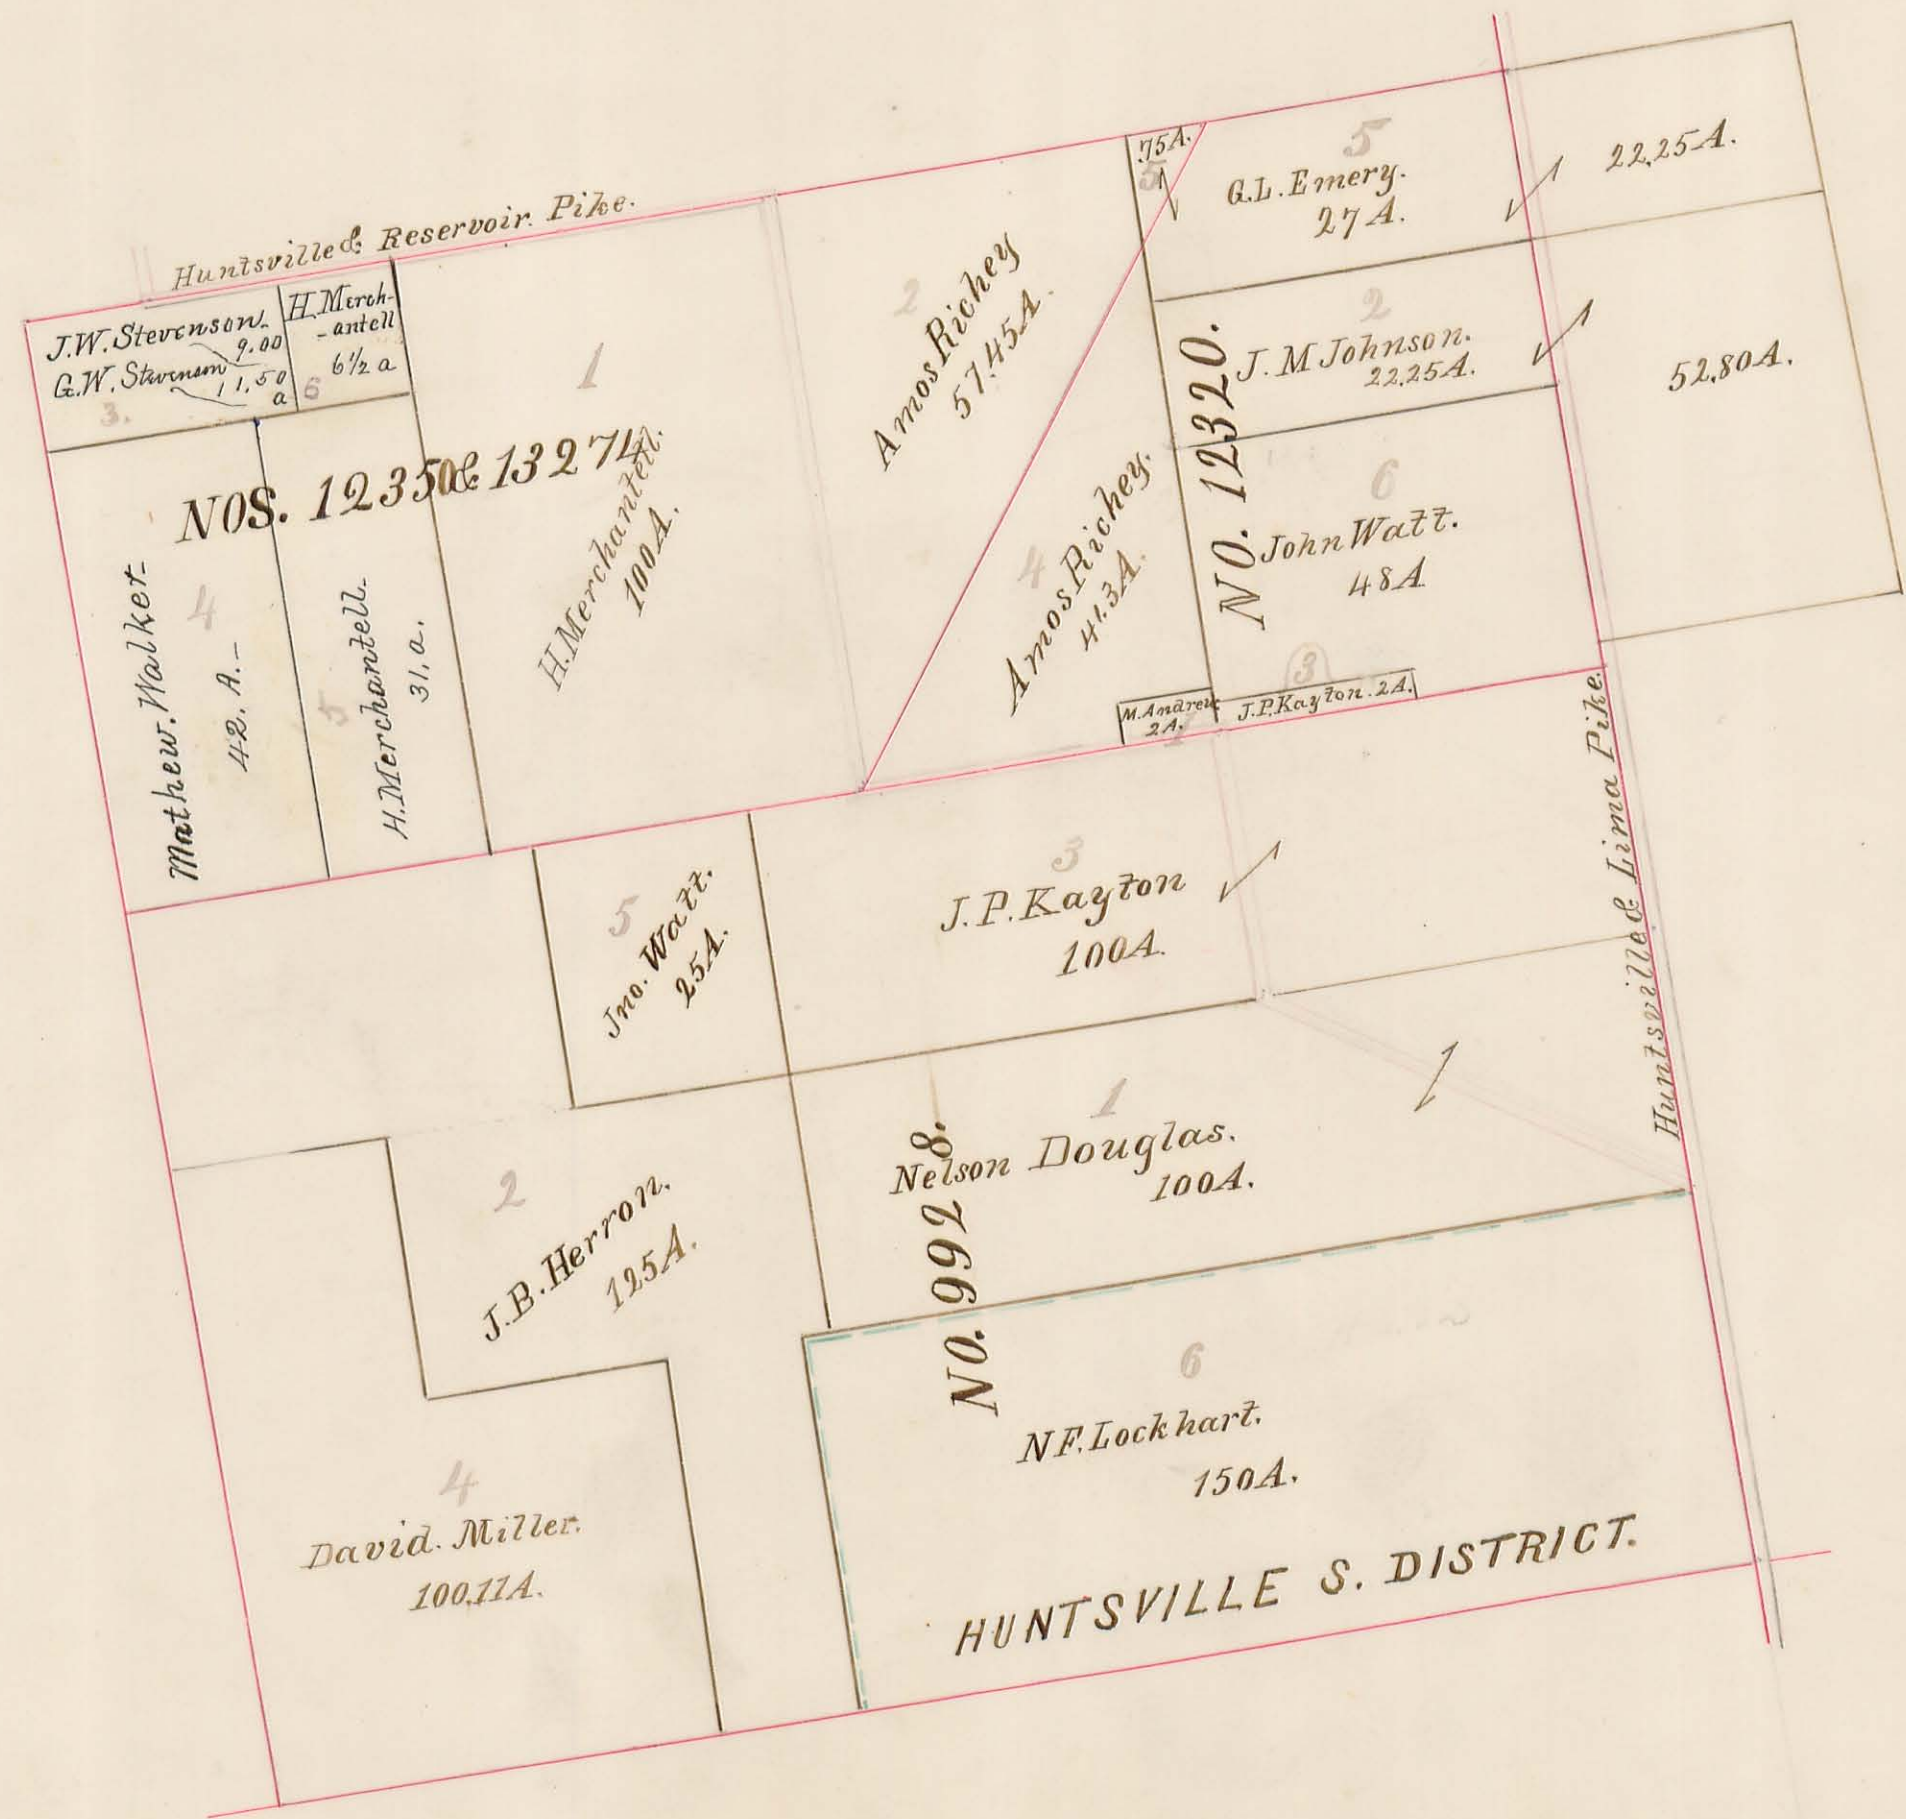 Huntsville & Reservoir. Pike.
J.W. Stevenson.
9.00
G.W. Stevenson
11.50
a
3.
H. Merch-
-antell
6½ a
6
1
NOS. 12350 & 13274.
H. Merchantell.
100A.
Mathew. Walker.
4
42. A.-
5
H. Merchantell.
31. a.
2
Amos Richey
57.45A.
4
Amos Richey.
41.3A.
.75A.
5
5
G.L. Emery.
27A.
22,25A.
NO. 12320.
2
J. M Johnson.
22,25A.
52,80A.
6
John Watt.
48A
3
J.P. Kayton. 2A.
M. Andrew
2A.
1
Huntsville & Lima Pike.
5
Jno. Watt.
25A.
3
J.P. Kayton
100A.
1
Nelson Douglas.
100A.
NO. 9928.
2
J.B. Herron.
125A.
4
David. Miller.
100,11A.
6
N F. Lockhart.
150A.
HUNTSVILLE S. DISTRICT.